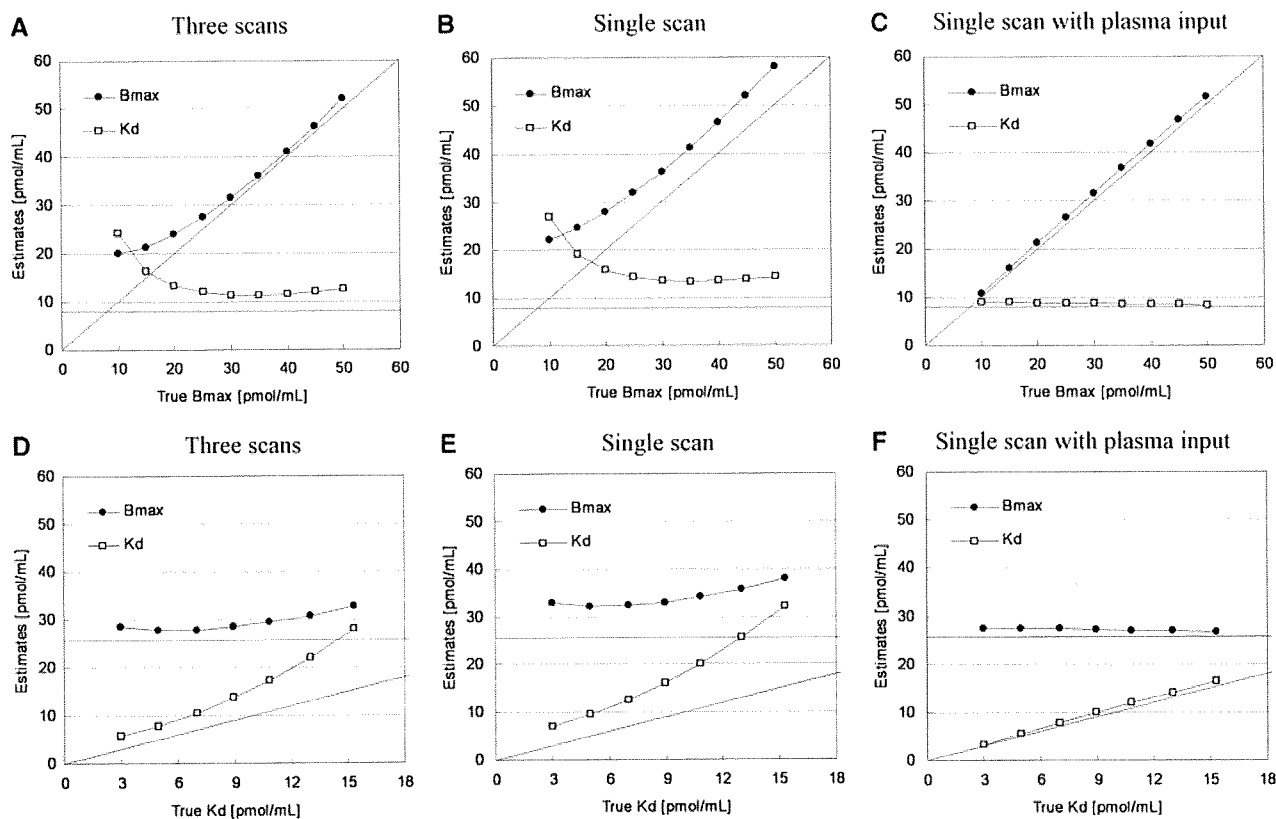 A Three scans
60
50
40
30
20
10
0
Estimates [pmol/mL]
Bmax
Kd
0 10 20 30 40 50 60
True Bmax [pmol/mL]
B Single scan
60
50
40
30
20
10
0
Estimates [pmol/mL]
Bmax
Kd
0 10 20 30 40 50 60
True Bmax [pmol/mL]
C Single scan with plasma input
60
50
40
30
20
10
0
Estimates [pmol/mL]
Bmax
Kd
0 10 20 30 40 50 60
True Bmax [pmol/mL]
D Three scans
60
50
40
30
20
10
0
Estimates [pmol/mL]
Bmax
Kd
0 3 6 9 12 15 18
True Kd [pmol/mL]
E Single scan
60
50
40
30
20
10
0
Estimates [pmol/mL]
Bmax
Kd
0 3 6 9 12 15 18
True Kd [pmol/mL]
F Single scan with plasma input
60
50
40
30
20
10
0
Estimates [pmol/mL]
Bmax
Kd
0 3 6 9 12 15 18
True Kd [pmol/mL]